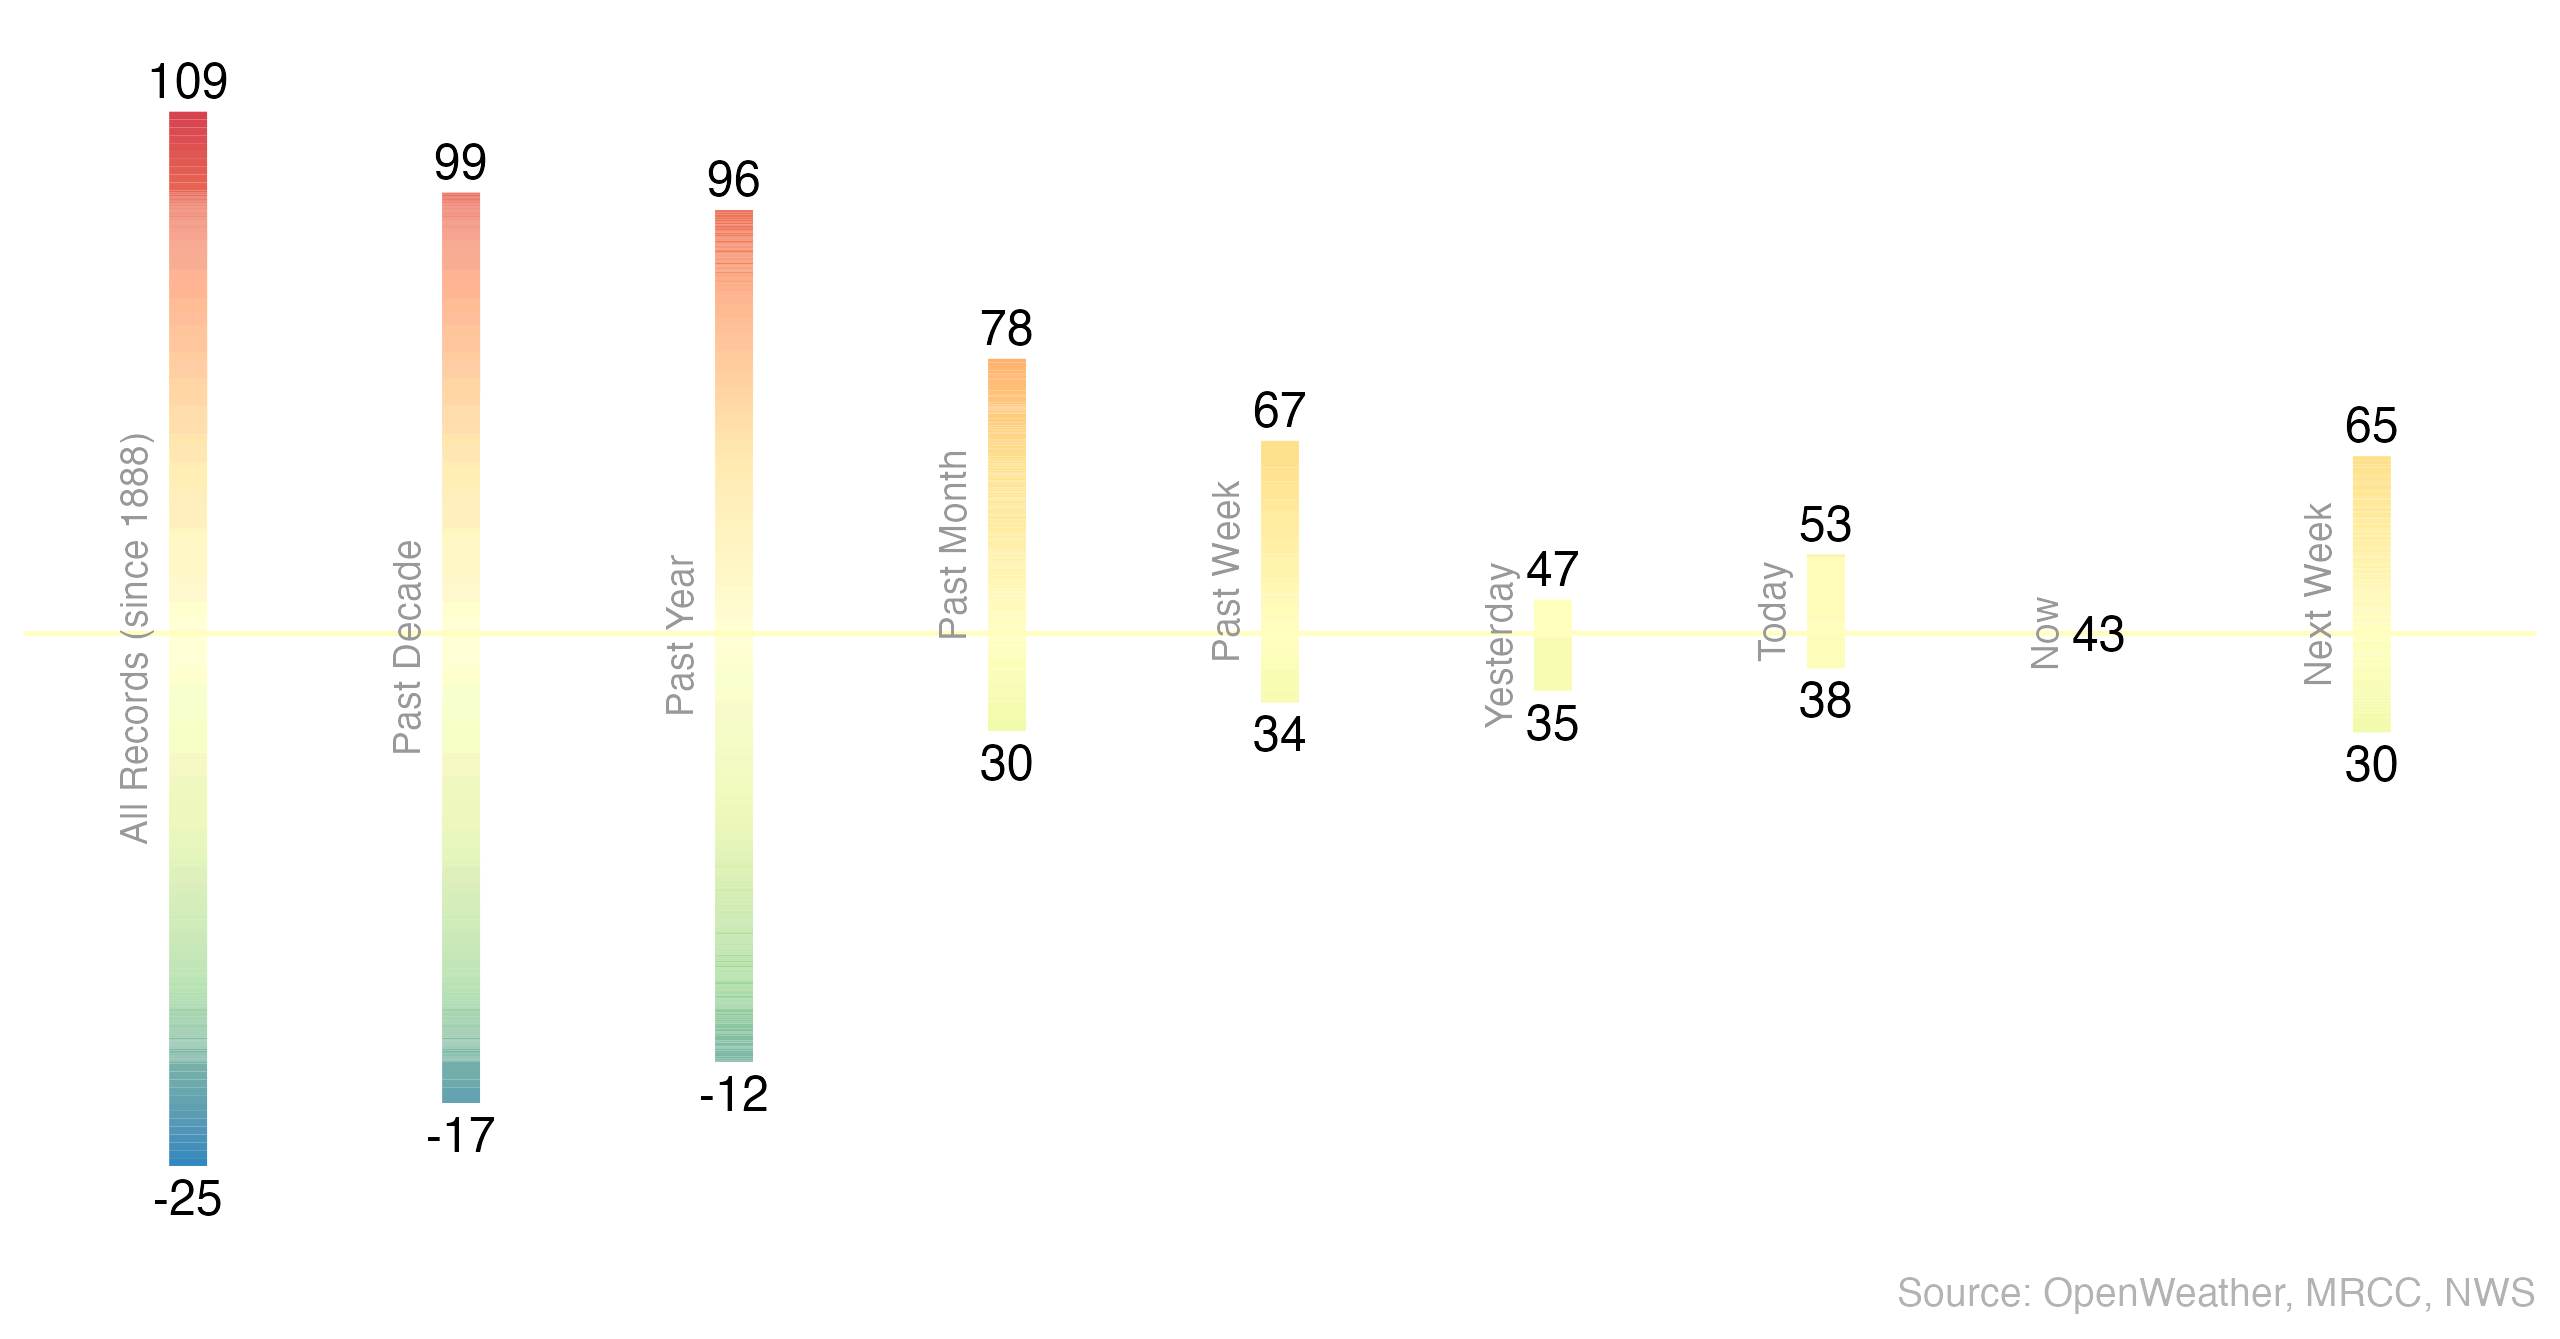 All Records (since 1888)
109
-25
Past Decade
99
-17
Past Year
96
-12
Past Month
78
30
Past Week
67
34
Yesterday
47
35
Today
53
38
Now
43
Next Week
65
30
Source: OpenWeather, MRCC, NWS